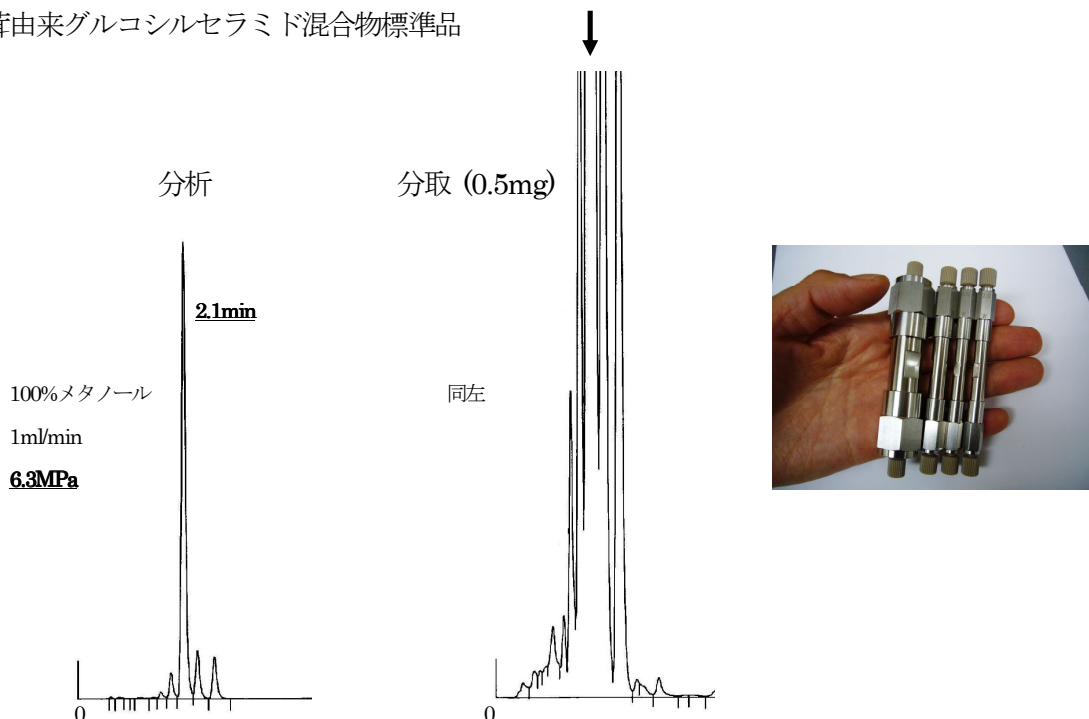 由来グルコシルセラミド混合物標準品
分析
分取 (0.5mg)
2.1min
100%メタノール
同左
1ml/min
6.3MPa
0
0